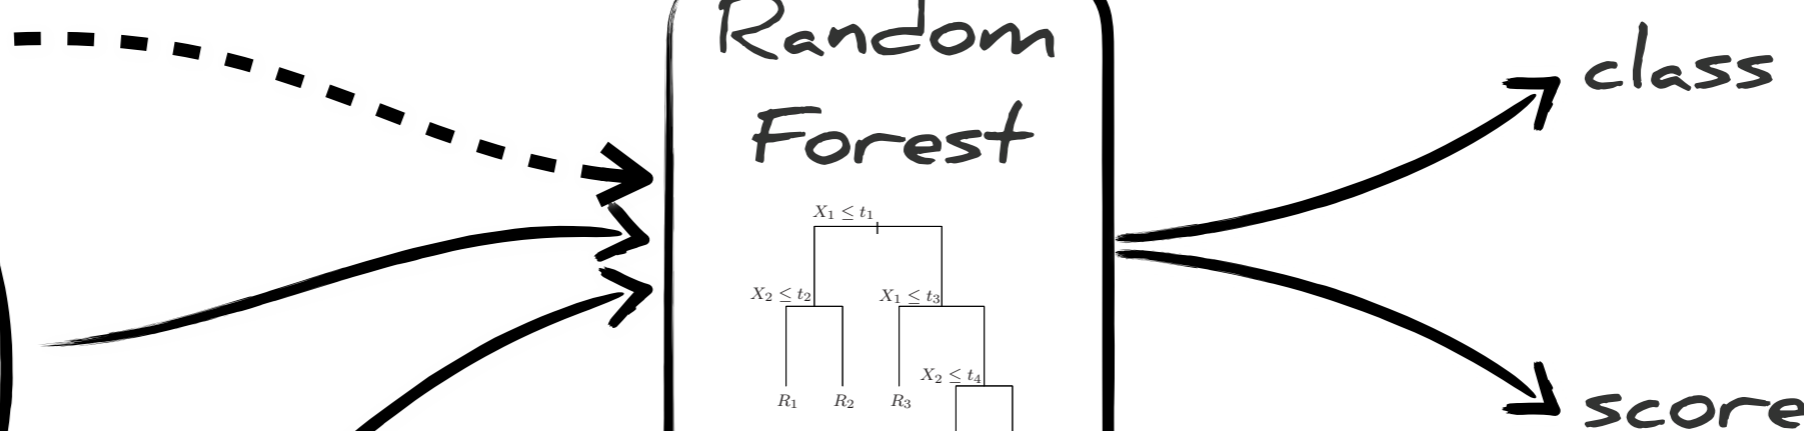 Random
Forest
class
X₁ ≤ t₁
X₂ ≤ t₂ X₁ ≤ t₃
X₂ ≤ t₄
R₁ R₂ R₃
score